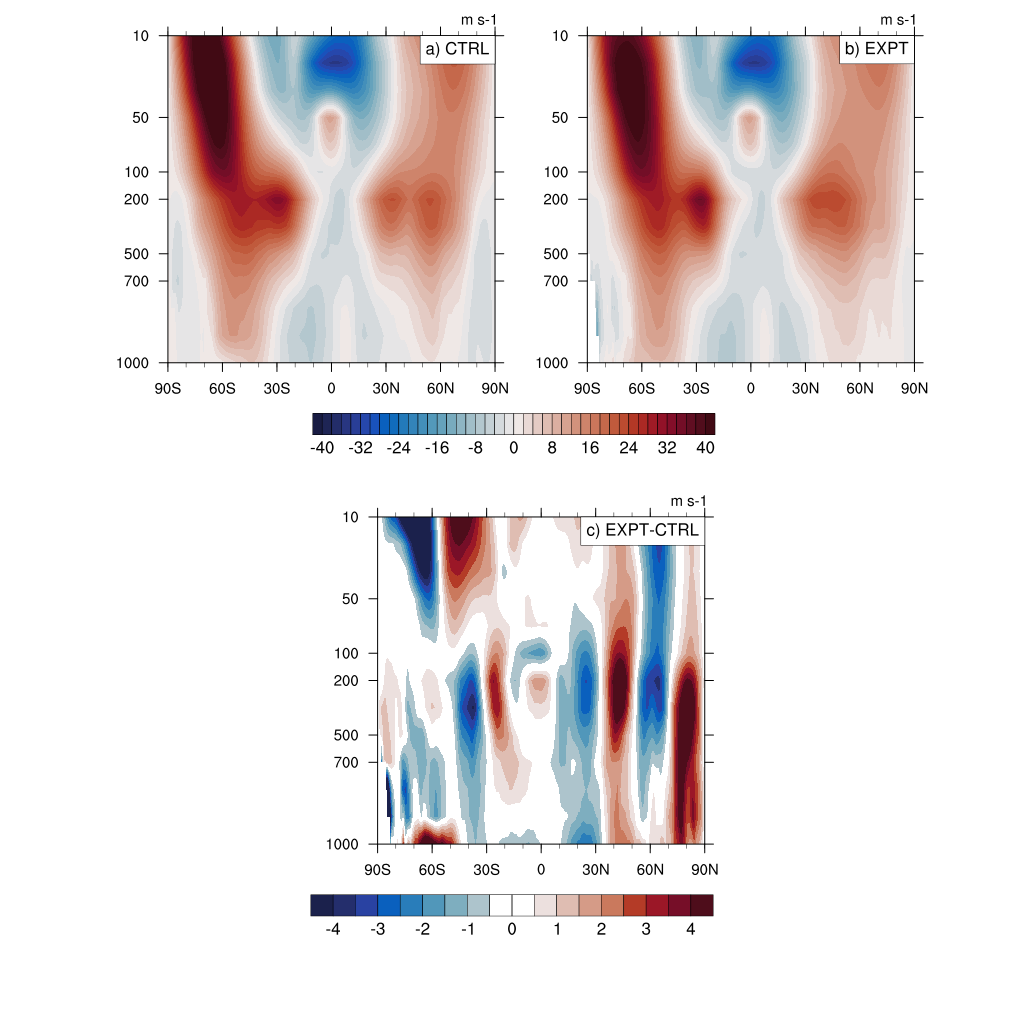 m s-1
a) CTRL
10
50
100
200
500
700
1000
90S 60S 30S 0 30N 60N 90N
m s-1
b) EXPT
10
50
100
200
500
700
1000
90S 60S 30S 0 30N 60N 90N
-40 -32 -24 -16 -8 0 8 16 24 32 40
m s-1
c) EXPT-CTRL
10
50
100
200
500
700
1000
90S 60S 30S 0 30N 60N 90N
-4 -3 -2 -1 0 1 2 3 4